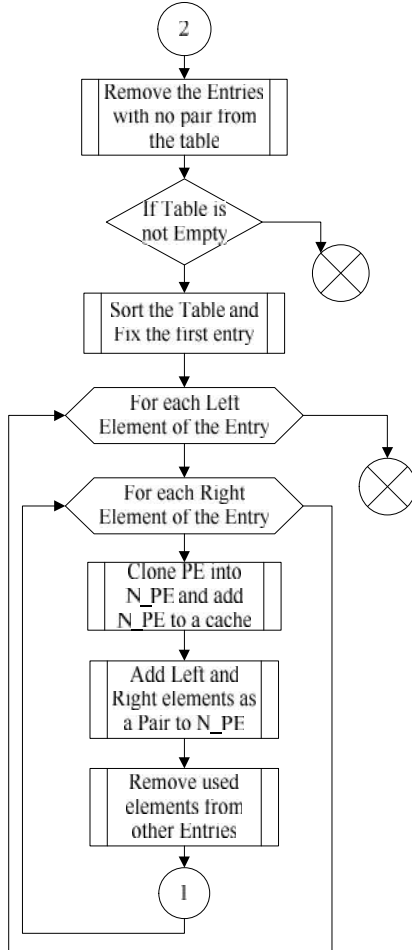 2
Remove the Entries
with no pair from
the table
If Table is
not Empty
Sort the Table and
Fix the first entry
For each Left
Element of the Entry
For each Right
Element of the Entry
Clone PE into
N_PE and add
N_PE to a cache
Add Left and
Right elements as
a Pair to N_PE
Remove used
elements from
other Entries
1